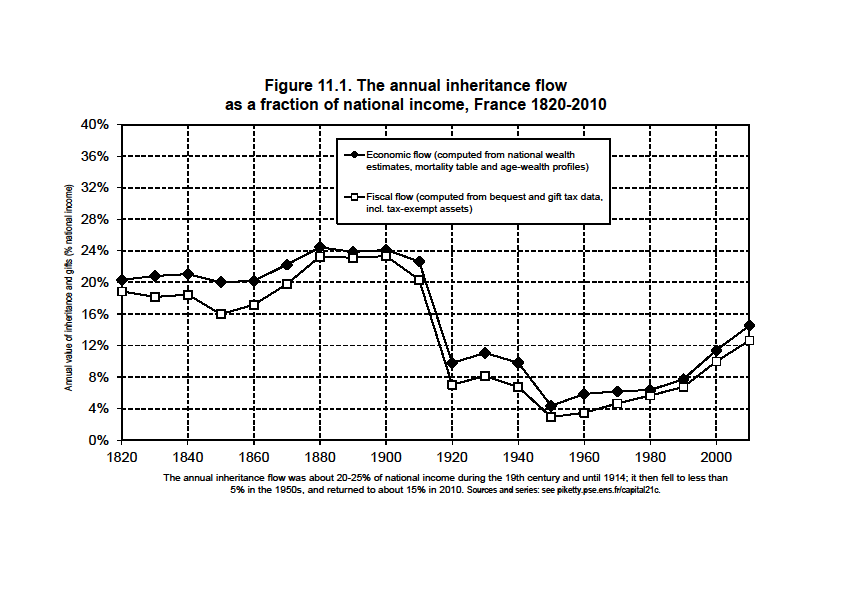 Figure 11.1. The annual inheritance flow
as a fraction of national income, France 1820-2010
Annual value of inheritance and gifts (% national income)
40%
36%
32%
28%
24%
20%
16%
12%
8%
4%
0%
Economic flow (computed from national wealth
estimates, mortality table and age-wealth profiles)
Fiscal flow (computed from bequest and gift tax data,
incl. tax-exempt assets)
1820 1840 1860 1880 1900 1920 1940 1960 1980 2000
The annual inheritance flow was about 20-25% of national income during the 19th century and until 1914; it then fell to less than
5% in the 1950s, and returned to about 15% in 2010. Sources and series: see piketty.pse.ens.fr/capital21c.